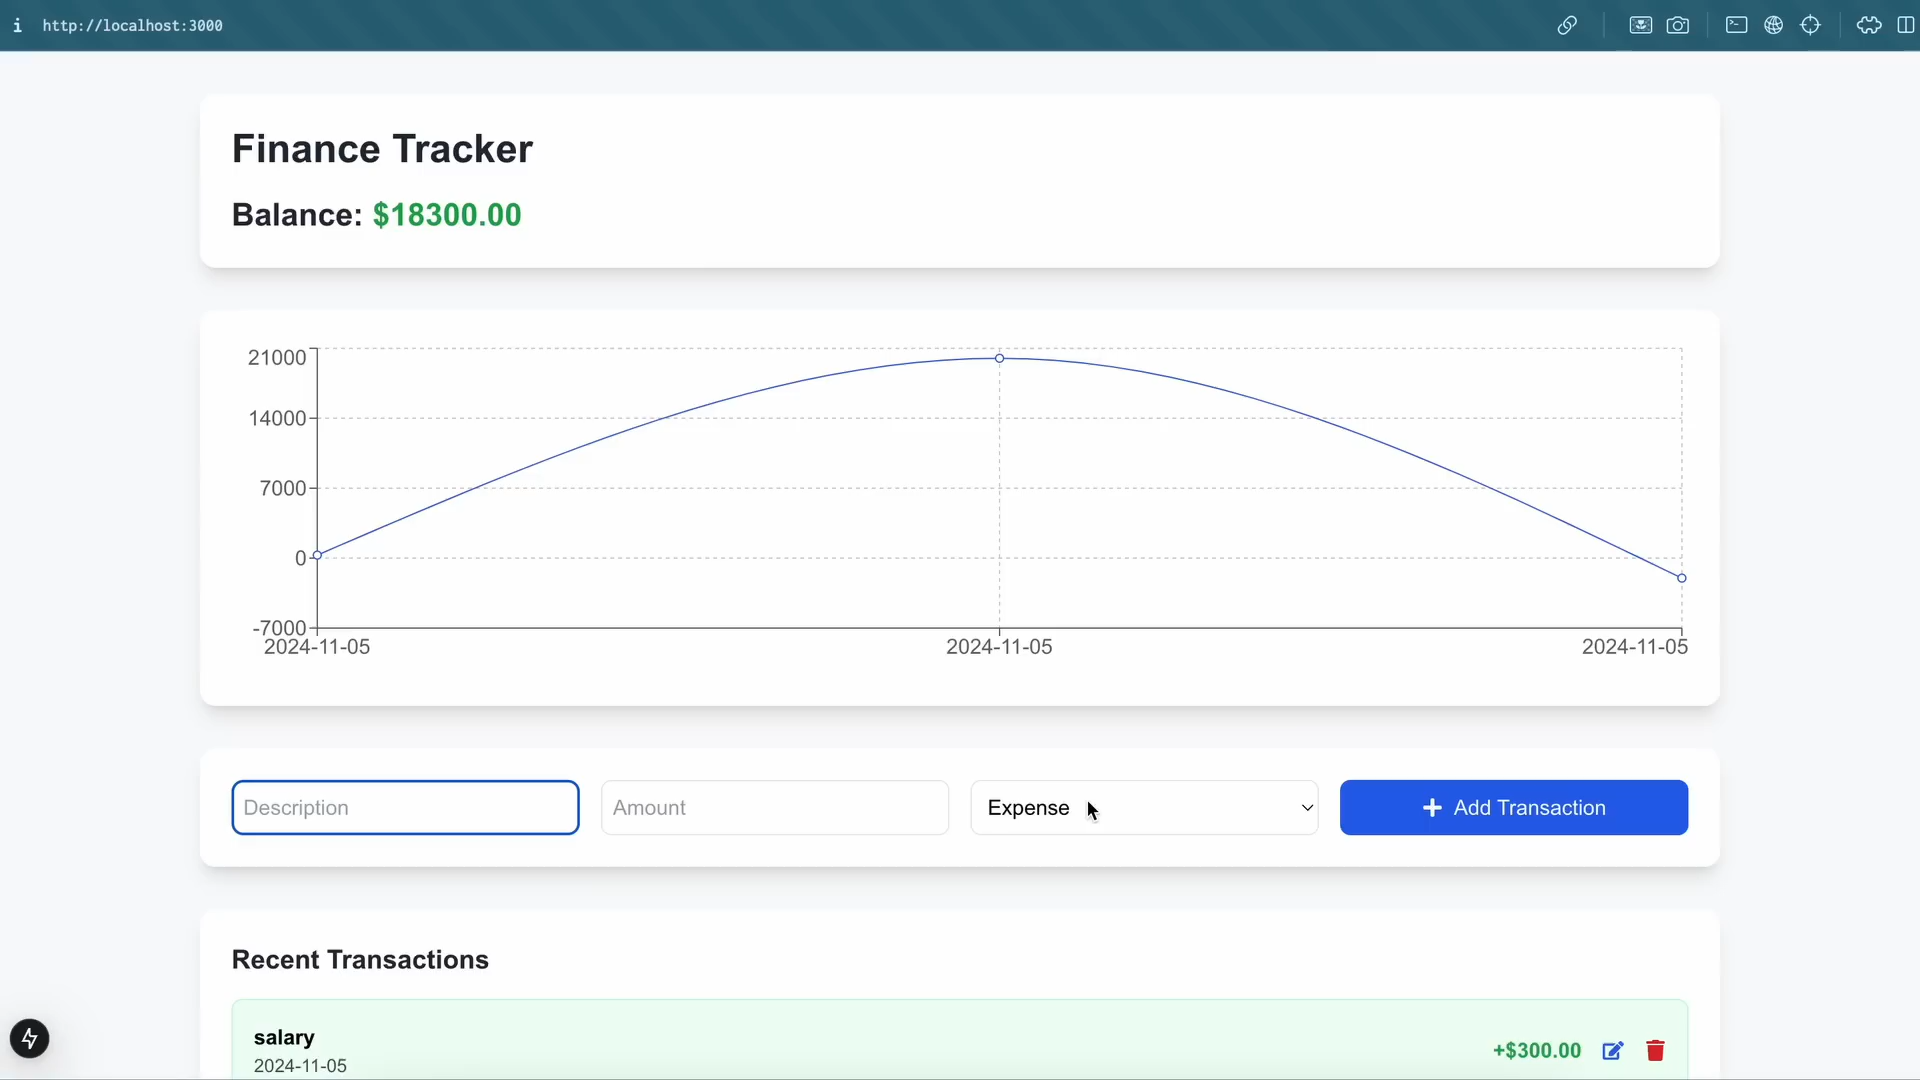 http://localhost:3000
Finance Tracker
Balance: $18300.00
21000
14000
7000
0
-7000
2024-11-05 2024-11-05 2024-11-05
Description Amount Expense Add Transaction
Recent Transactions
salary
2024-11-05
+$300.00